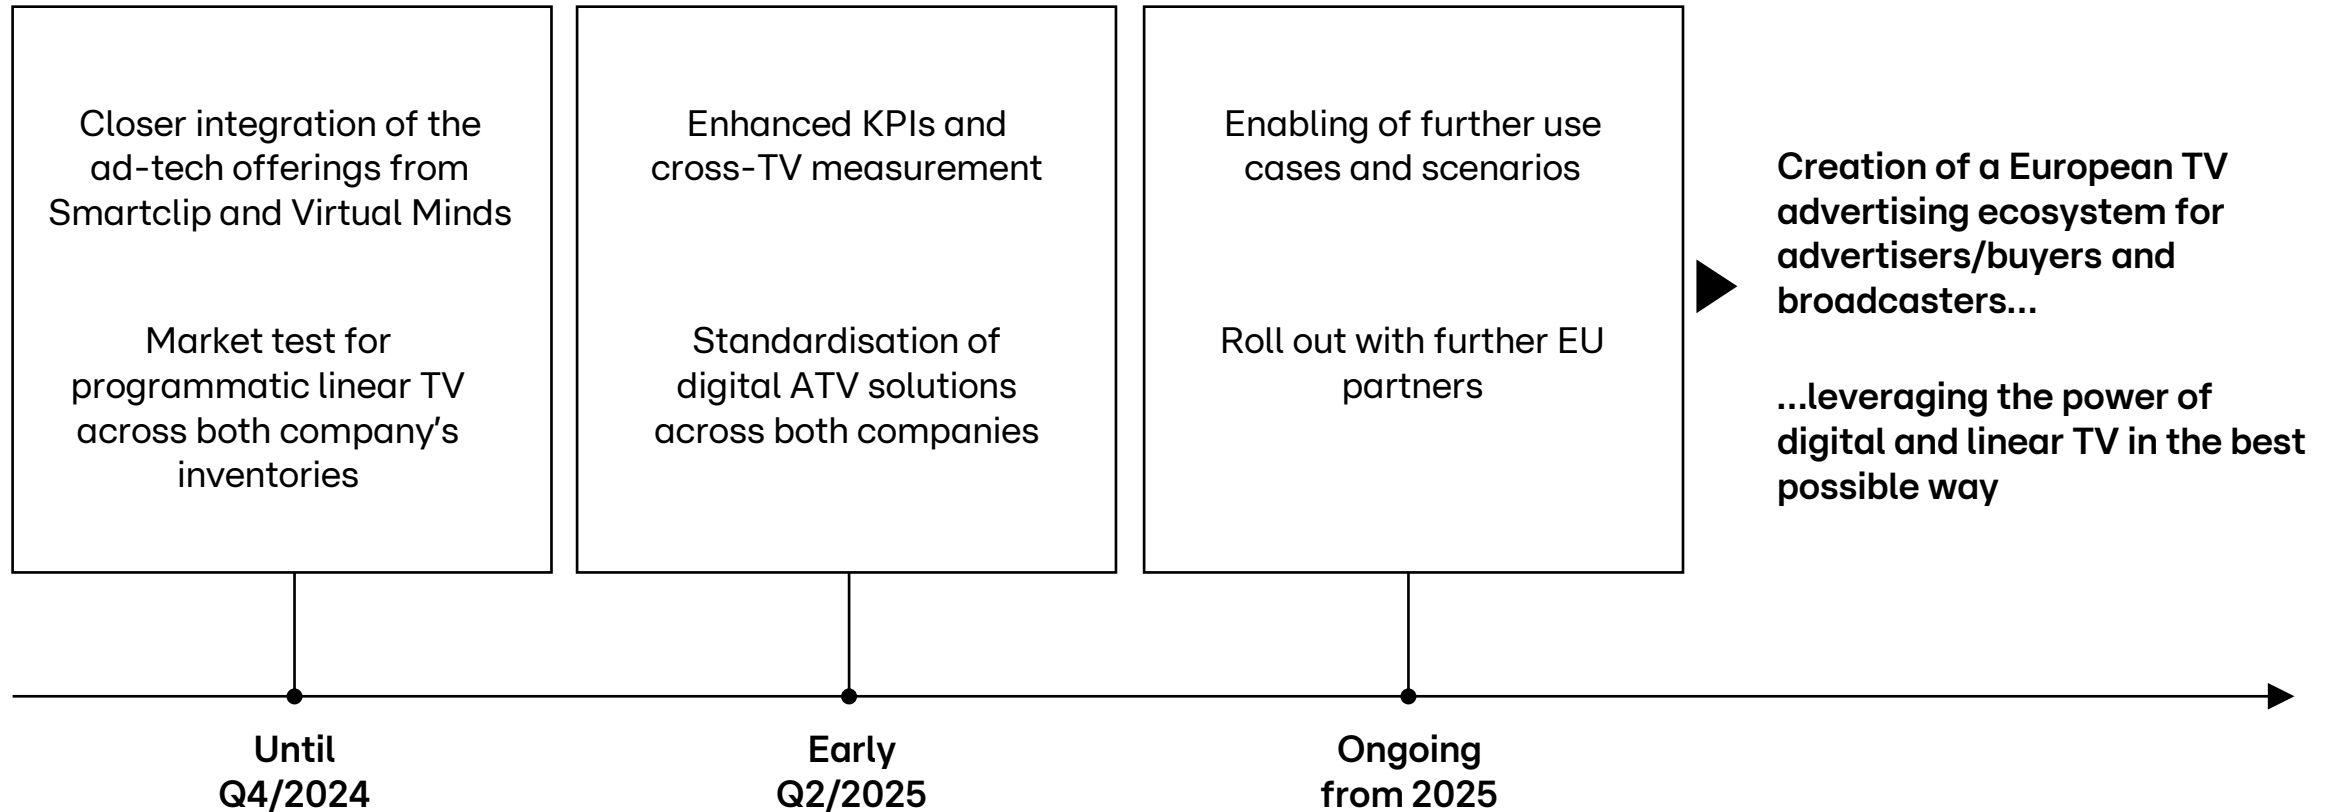 Closer integration of the
ad-tech offerings from
Smartclip and Virtual Minds
Market test for
programmatic linear TV
across both company's
inventories
Enhanced KPIs and
cross-TV measurement
Standardisation of
digital ATV solutions
across both companies
Enabling of further use
cases and scenarios
Roll out with further EU
partners
Creation of a European TV
advertising ecosystem for
advertisers/buyers and
broadcasters...
...leveraging the power of
digital and linear TV in the best
possible way
Until
Q4/2024
Early
Q2/2025
Ongoing
from 2025